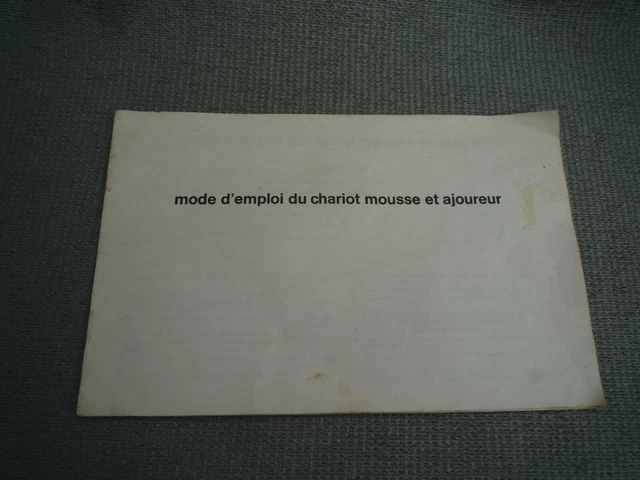 mode d'emploi du chariot mousse et ajoureur